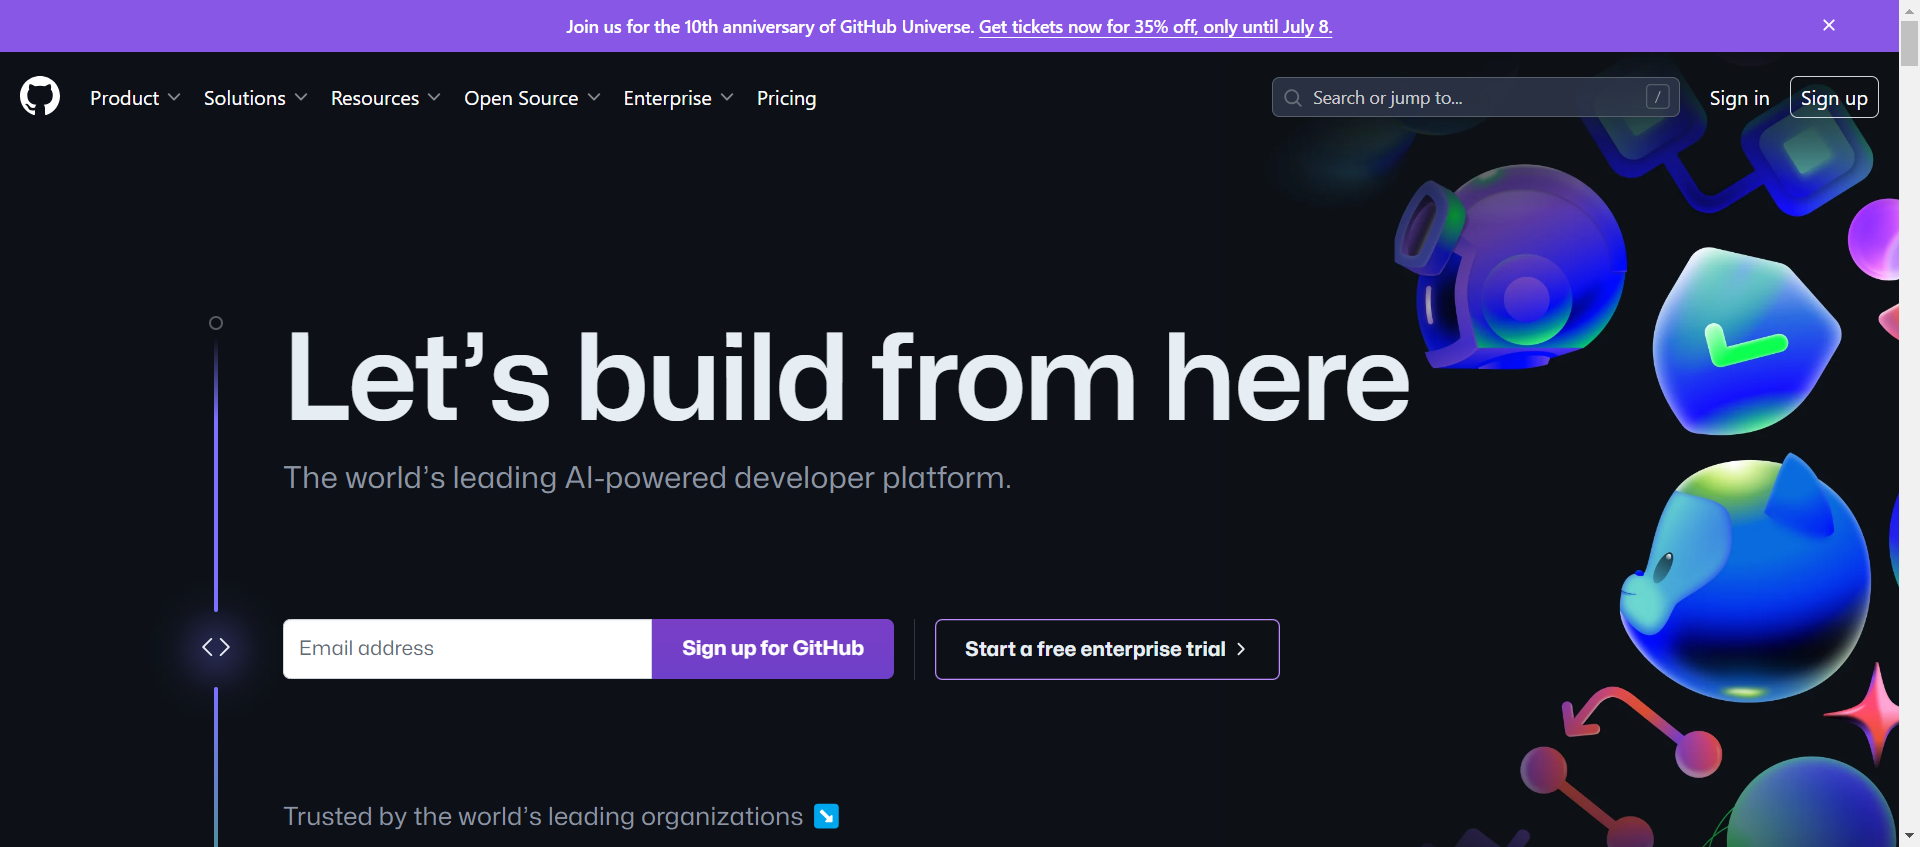 Join us for the 10th anniversary of GitHub Universe. Get tickets now for 35% off, only until July 8.
Product Solutions Resources Open Source Enterprise Pricing Search or jump to... / Sign in Sign up
Let’s build from here
The world’s leading AI-powered developer platform.
Email address Sign up for GitHub Start a free enterprise trial
Trusted by the world’s leading organizations